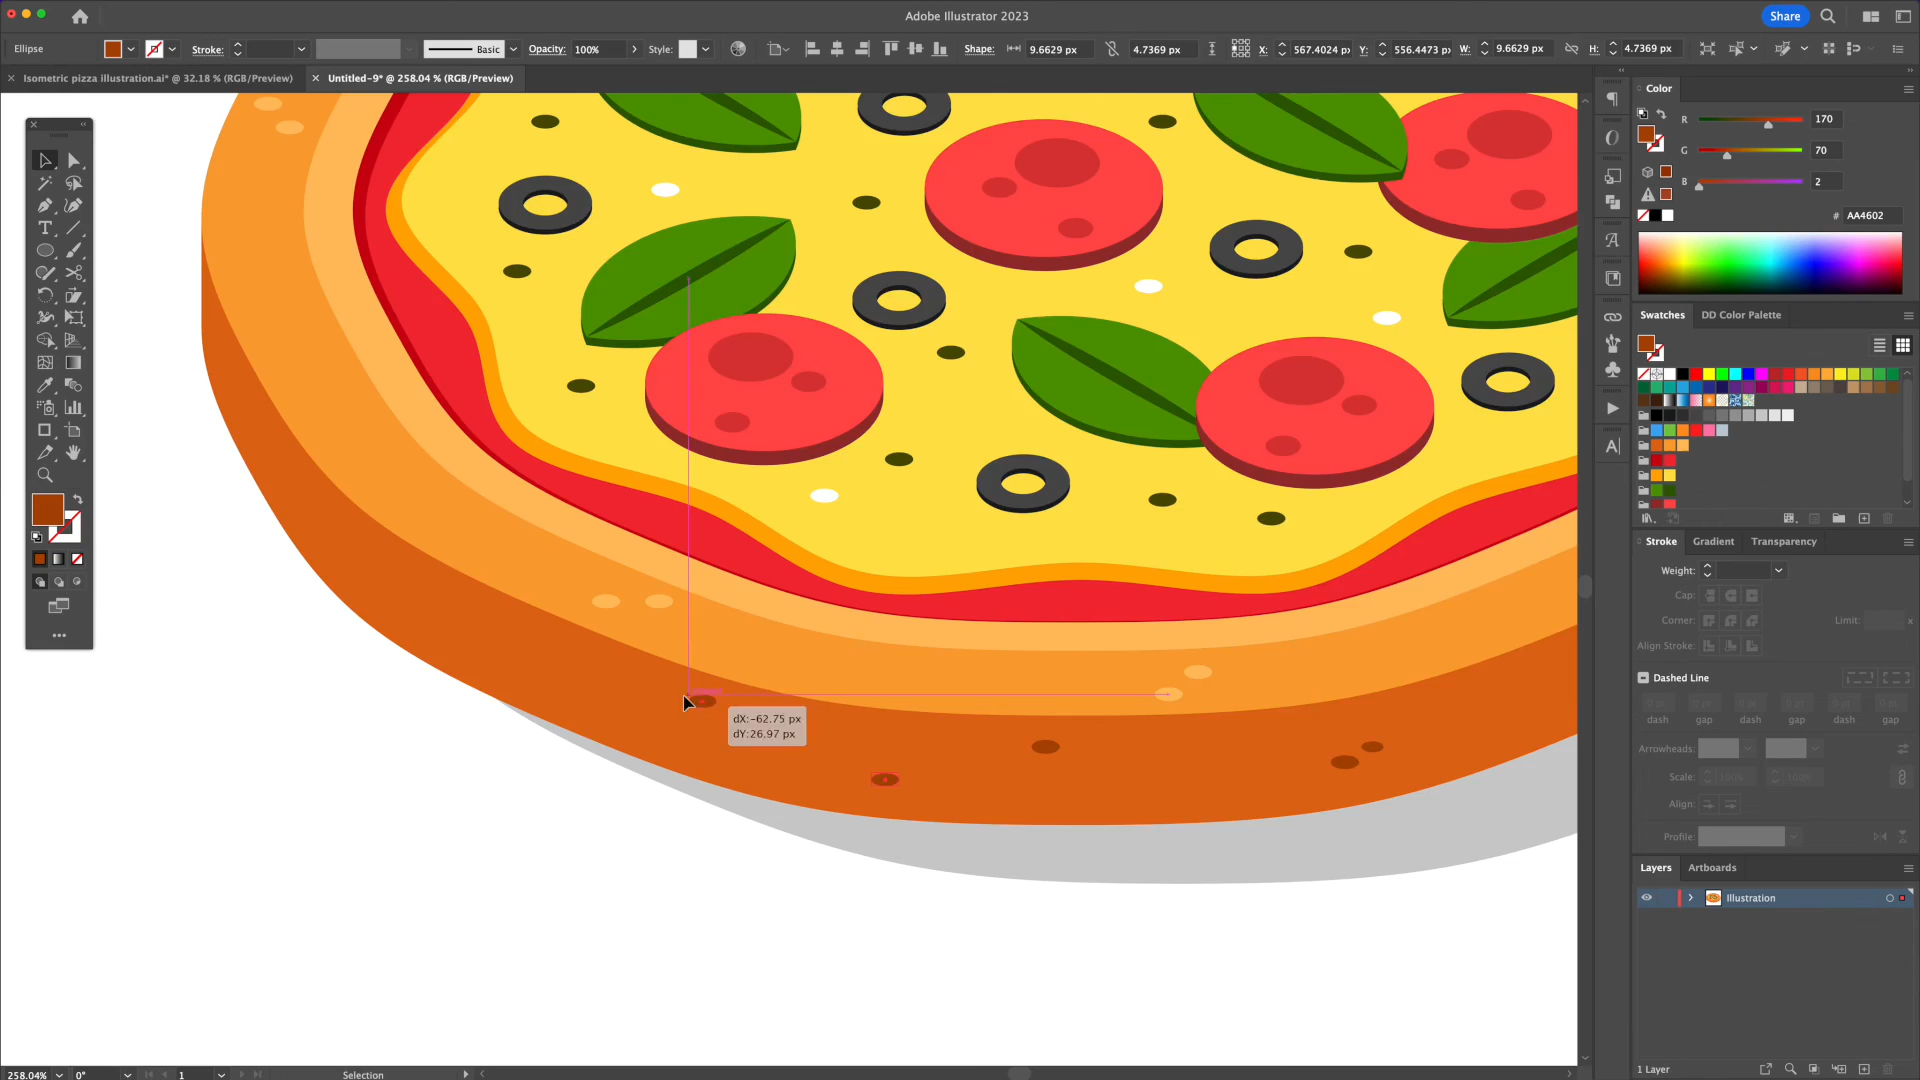 Adobe Illustrator 2023
Share
Ellipse
Stroke:
Basic
Opacity: 100%
Style:
Shape: 9.6629 px 4.7369 px
X: 567.4024 px
Y: 556.4473 px
W: 9.6629 px
H: 4.7369 px
Isometric pizza illustration.ai* @ 32.18 % (RGB/Preview)
Untitled-9* @ 258.04 % (RGB/Preview)
Color
R 170
G 70
B 2
# AA4602
Swatches
DD Color Palette
Stroke
Gradient
Transparency
Weight:
Cap:
Corner:
Limit:
x
Align Stroke:
Dashed Line
dash
gap
dash
gap
dash
gap
Arrowheads:
Scale: 100% 100%
Align:
Profile:
dX:-62.75 px
dY:26.97 px
Layers
Artboards
Illustration
1 Layer
258.04%
0°
1
Selection